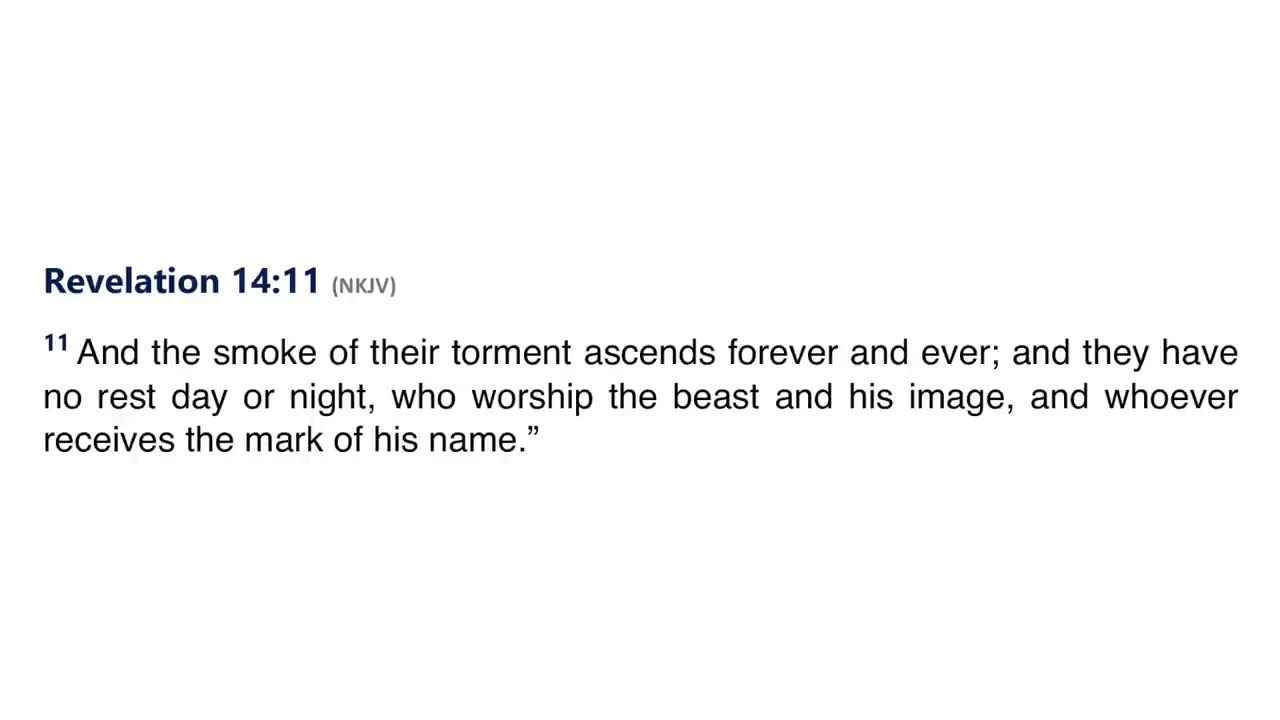 Revelation 14:11 (NKJV)
11 And the smoke of their torment ascends forever and ever; and they have
no rest day or night, who worship the beast and his image, and whoever
receives the mark of his name.”